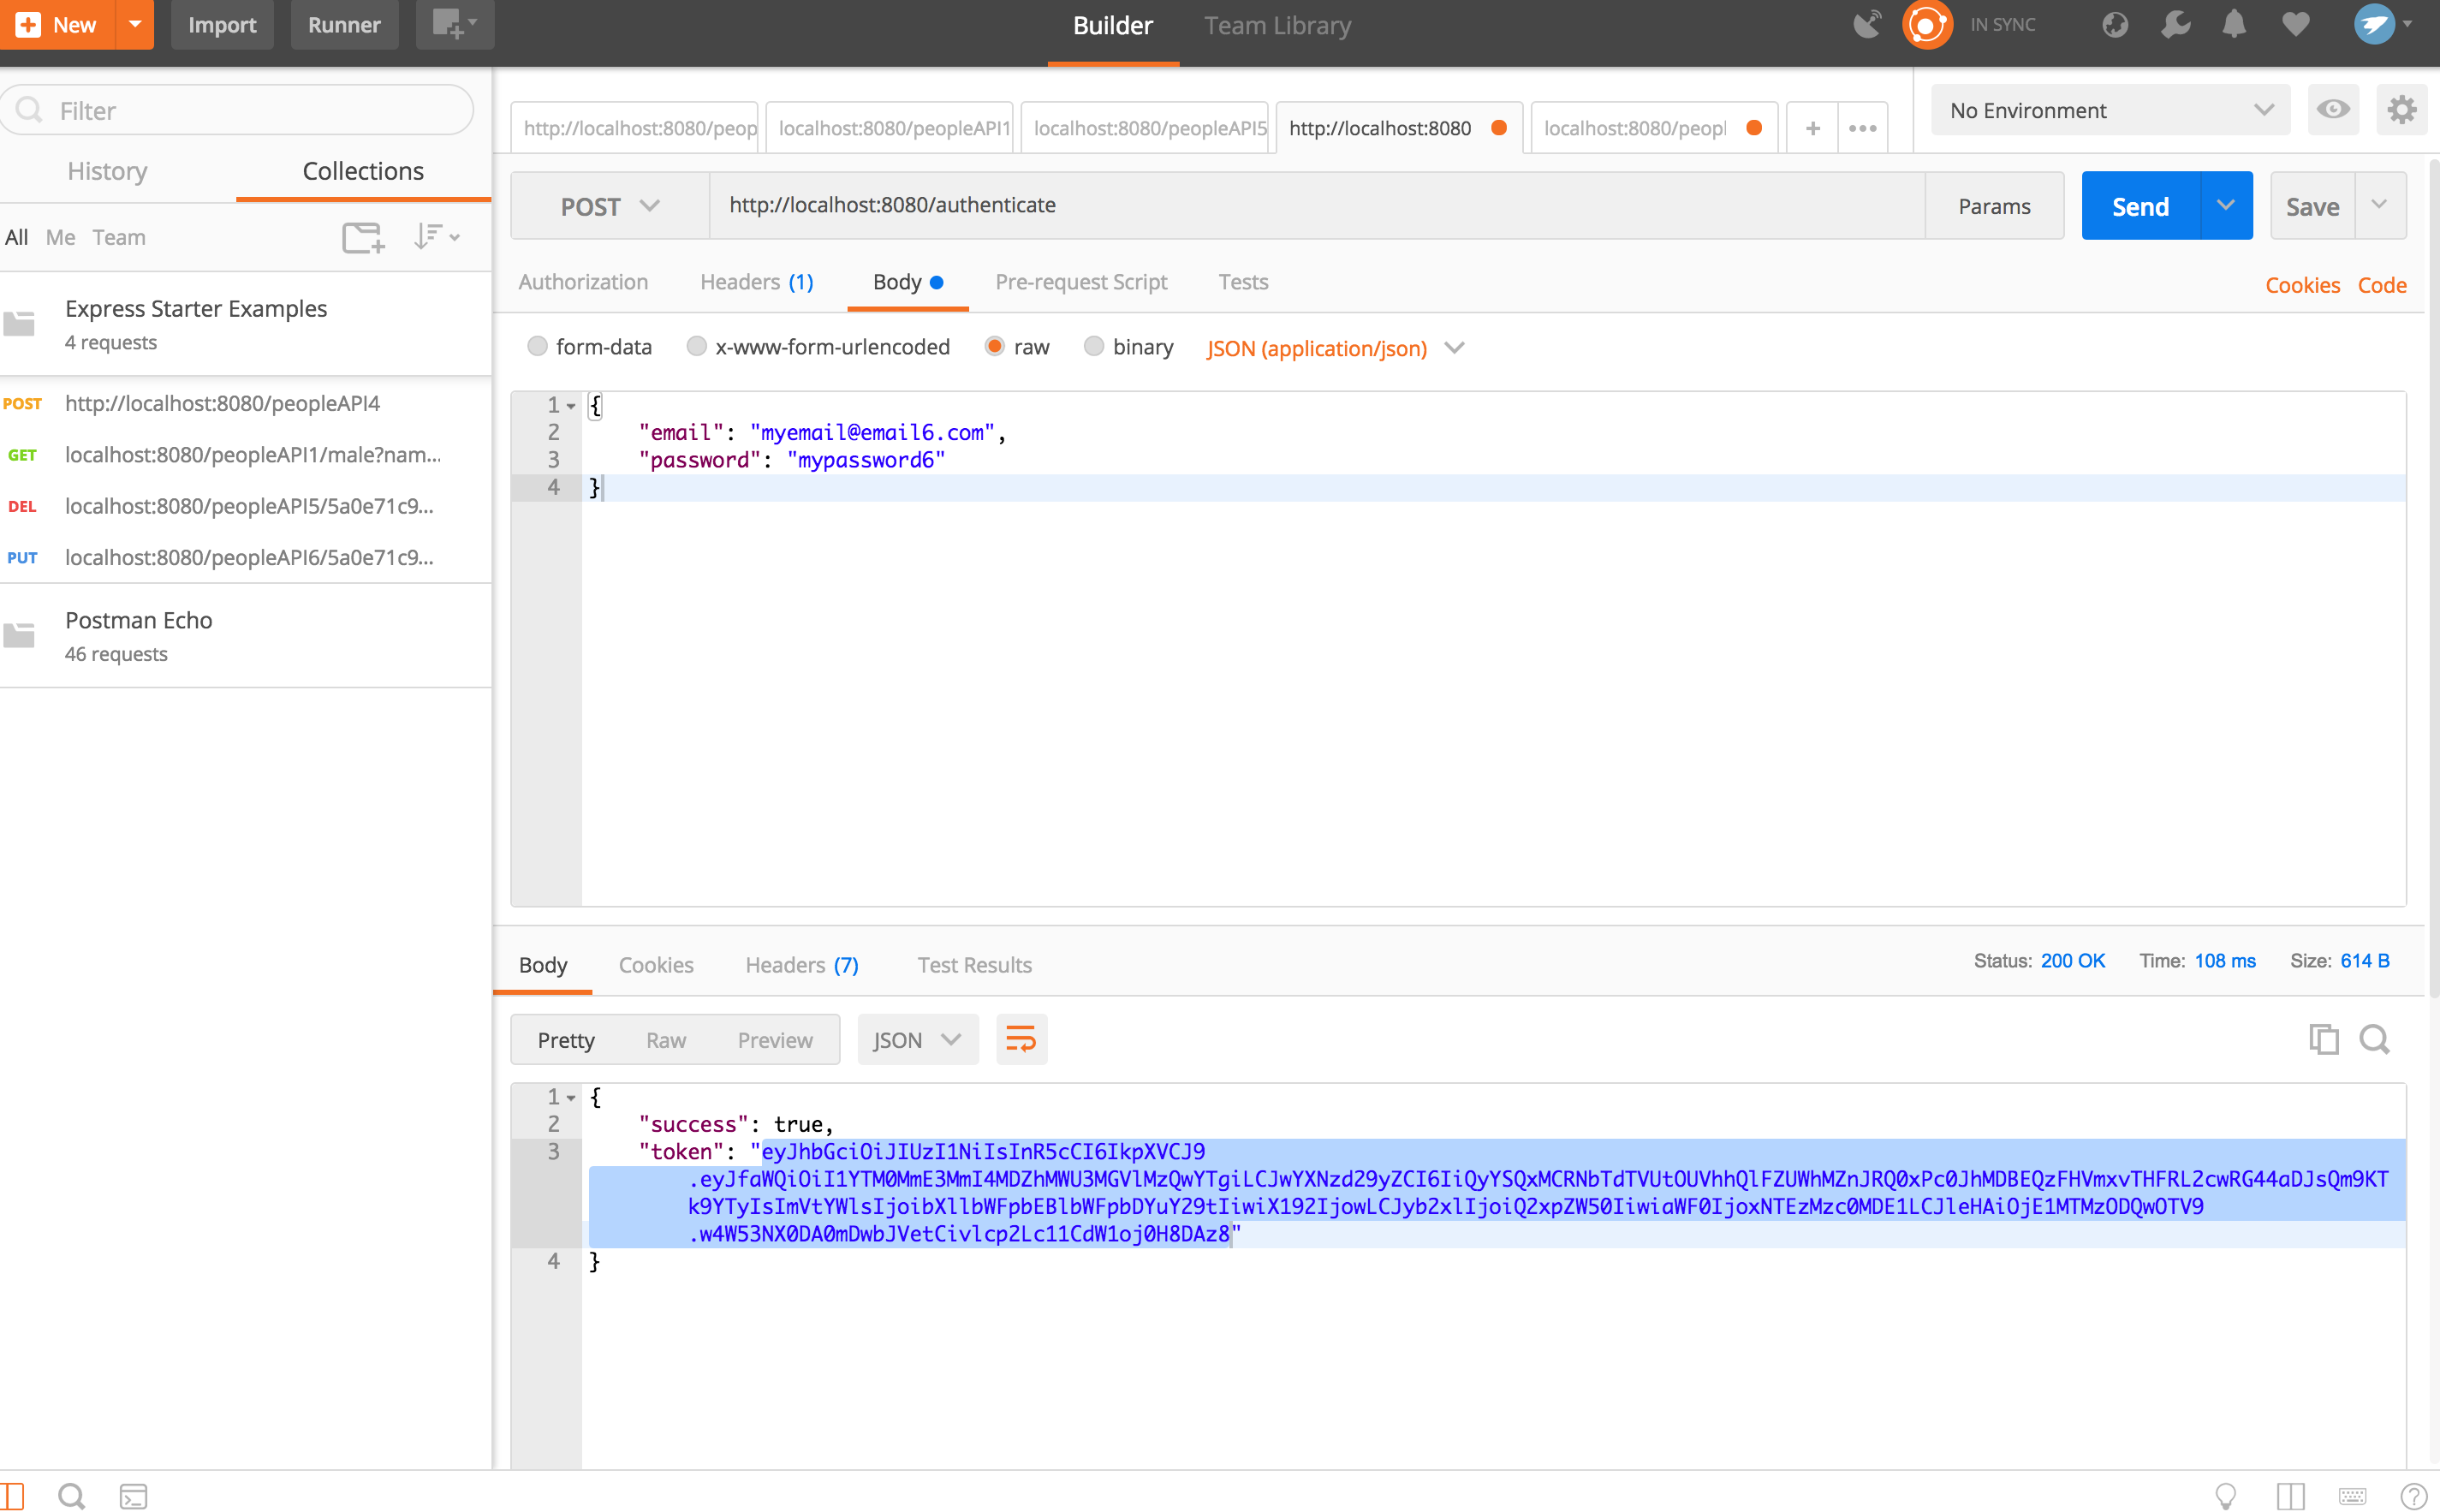 New
Import
Runner
Builder
Team Library
IN SYNC
Filter
History
Collections
All Me Team
Express Starter Examples
4 requests
POST http://localhost:8080/peopleAPI4
GET localhost:8080/peopleAPI1/male?nam...
DEL localhost:8080/peopleAPI5/5a0e71c9...
PUT localhost:8080/peopleAPI6/5a0e71c9...
Postman Echo
46 requests
http://localhost:8080/peop
localhost:8080/peopleAPI1
localhost:8080/peopleAPI5
http://localhost:8080
localhost:8080/peopl
No Environment
POST
http://localhost:8080/authenticate
Params
Send
Save
Authorization
Headers (1)
Body
Pre-request Script
Tests
Cookies
Code
form-data
x-www-form-urlencoded
raw
binary
JSON (application/json)
1 {
2 "email": "myemail@email6.com",
3 "password": "mypassword6"
4 }
Body
Cookies
Headers (7)
Test Results
Status: 200 OK
Time: 108 ms
Size: 614 B
Pretty
Raw
Preview
JSON
1 {
2 "success": true,
3 "token": "eyJhbGciOiJIUzI1NiIsInR5cCI6IkpXVCJ9
.eyJfaWQiOiI1YTM0MmE3MmI4MDZhMWU3MGVlMzQwYTgiLCJwYXNzd29yZCI6IiQyYSQxMCRNbTdTVUtOUVhhQlFZUWhMZnJRQ0xPc0JhMDBEQzFHVmxvTHFRL2cwRG44aDJsQm9KT
k9YTyIsImVtYWlsIjoibXllbWFpbEBlbWFpbDYuY29tIiwiX192IjowLCJyb2xlIjoiQ2xpZW50IiwiaWF0IjoxNTEzMzc0MDE1LCJleHAiOjE1MTMzODQwOTV9
.w4W53NX0DA0mDwbJVetCivlcp2Lc11CdW1oj0H8DAz8"
4 }